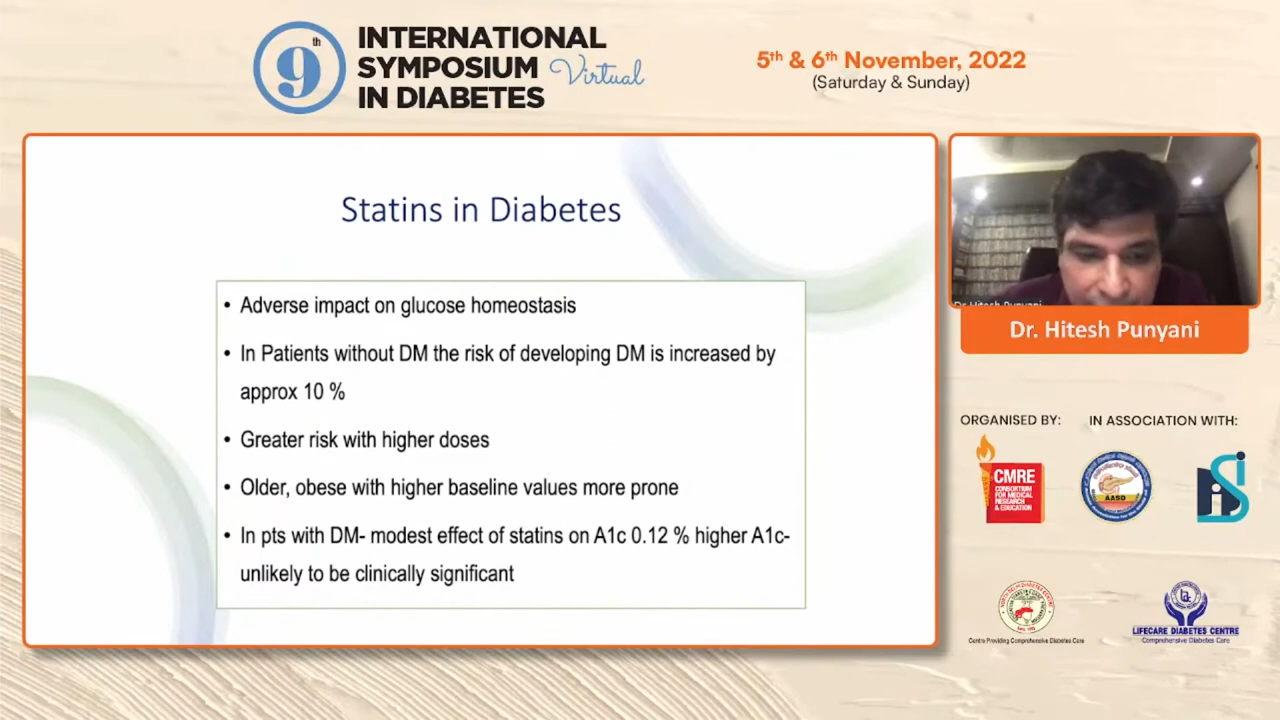 9th
INTERNATIONAL
SYMPOSIUM Virtual
IN DIABETES
5th & 6th November, 2022
(Saturday & Sunday)
Statins in Diabetes
• Adverse impact on glucose homeostasis
• In Patients without DM the risk of developing DM is increased by
approx 10 %
• Greater risk with higher doses
• Older, obese with higher baseline values more prone
• In pts with DM- modest effect of statins on A1c 0.12 % higher A1c-
unlikely to be clinically significant
Dr. Hitesh Punyani
Dr. Hitesh Punyani
ORGANISED BY:
IN ASSOCIATION WITH:
CMRE
CONSORTIUM
FOR MEDICAL
RESEARCH
& EDUCATION
AASD
Centre Providing Comprehensive Diabetes Care
LIFECARE DIABETES CENTRE
Comprehensive Diabetes Care